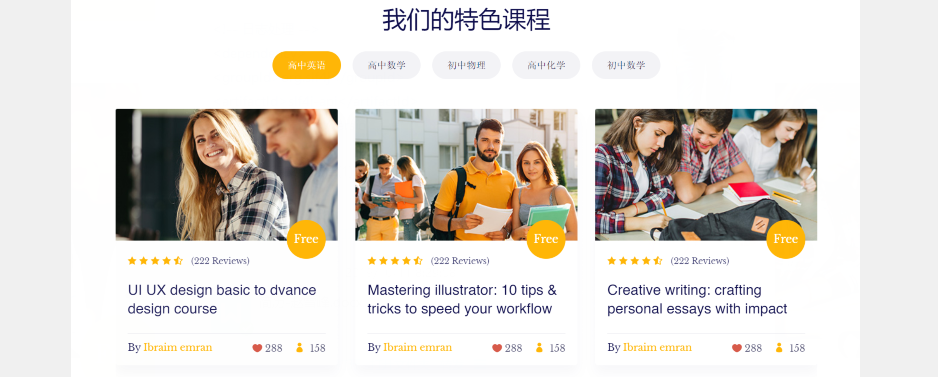 我们的特色课程
高中英语 高中数学 初中物理 高中化学 初中数学
Free Free Free
(222 Reviews) (222 Reviews) (222 Reviews)
UI UX design basic to dvance
design course
Mastering illustrator: 10 tips &
tricks to speed your workflow
Creative writing: crafting
personal essays with impact
By Ibraim emran 288 158
By Ibraim emran 288 158
By Ibraim emran 288 158